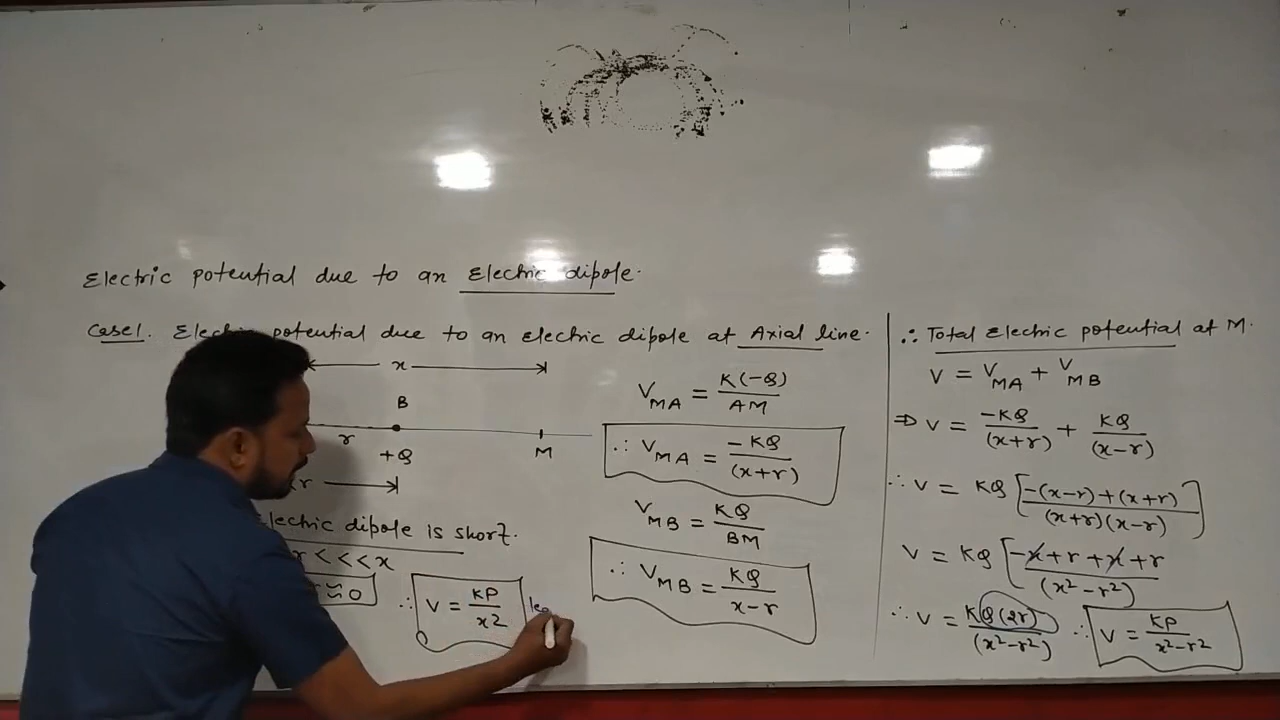 Electric potential due to an Electric dipole.
Case1. Electric potential due to an electric dipole at Axial line.
x
B
r
+Q
M
r
Electric dipole is short.
r <<< x
≈ 0
∴ V = KP / x2
V_MA = K(-Q) / AM
∴ V_MA = -KQ / (x+r)
V_MB = KQ / BM
∴ V_MB = KQ / x-r
∴ Total Electric potential at M.
V = V_MA + V_MB
⇒ V = -KQ / (x+r) + KQ / (x-r)
∴ V = KQ [-(x-r)+(x+r) / (x+r)(x-r)]
V = KQ [-x+r+x+r / (x²-r²)
∴ V = KQ(2r) / (x²-r²) ∴ V = KP / x²-r²